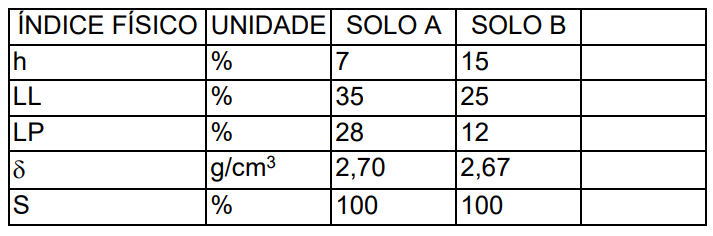 ÍNDICE FÍSICO UNIDADE SOLO A SOLO B
h % 7 15
LL % 35 25
LP % 28 12
δ g/cm³ 2,70 2,67
S % 100 100